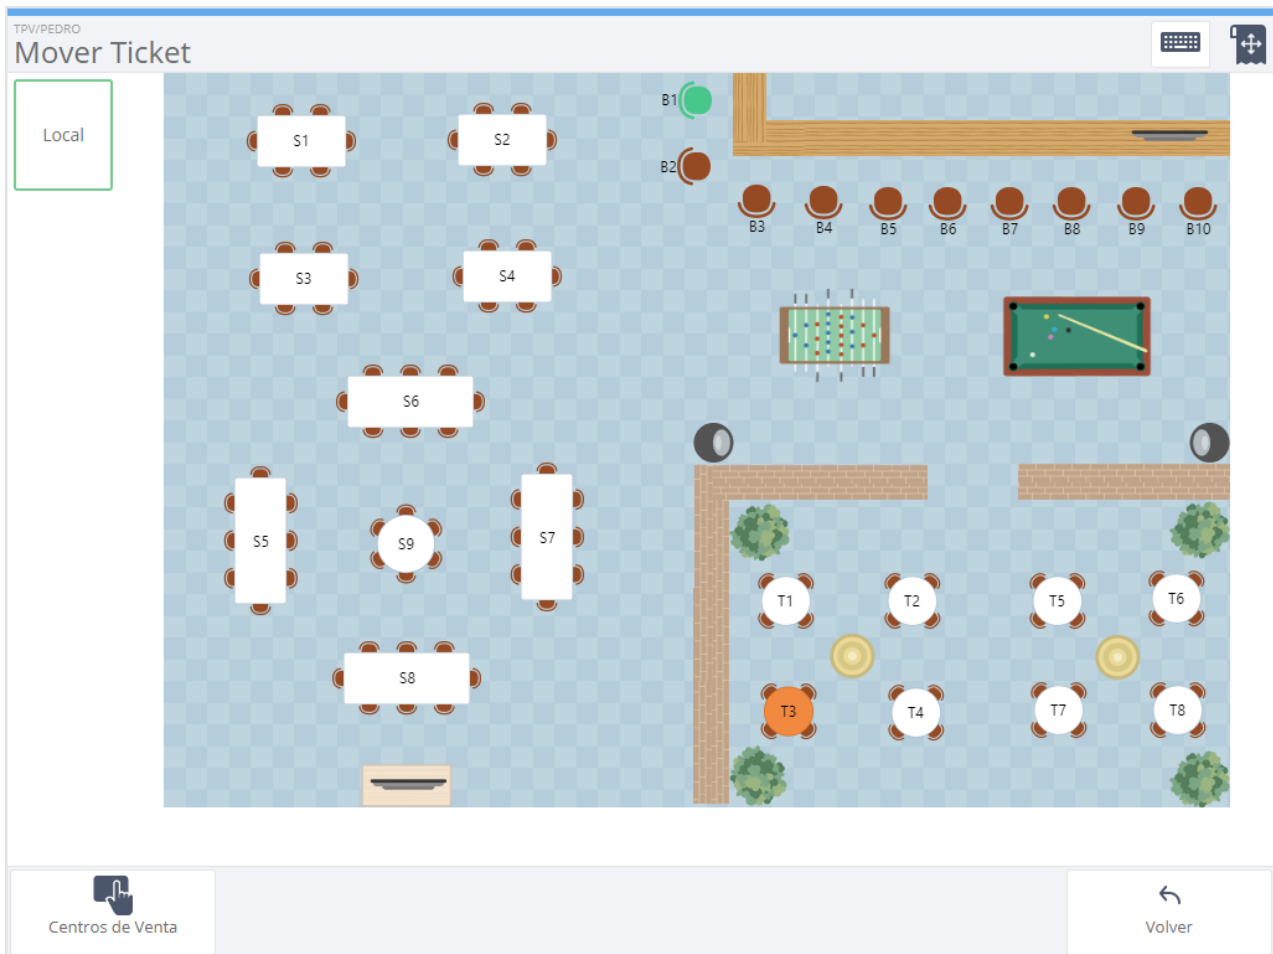 TPV/PEDRO
Mover Ticket
Local
S1
S2
B1
B2
B3
B4
B5
B6
B7
B8
B9
B10
S3
S4
S6
S5
S9
S7
S8
T1
T2
T5
T6
T3
T4
T7
T8
Centros de Venta
Volver